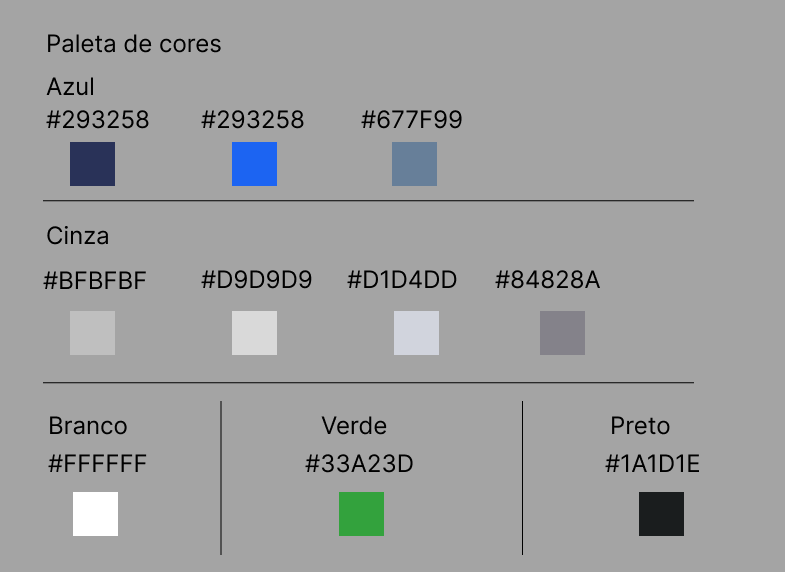 Paleta de cores
Azul
#293258 #293258 #677F99
Cinza
#BFBFBF #D9D9D9 #D1D4DD #84828A
Branco Verde Preto
#FFFFFF #33A23D #1A1D1E